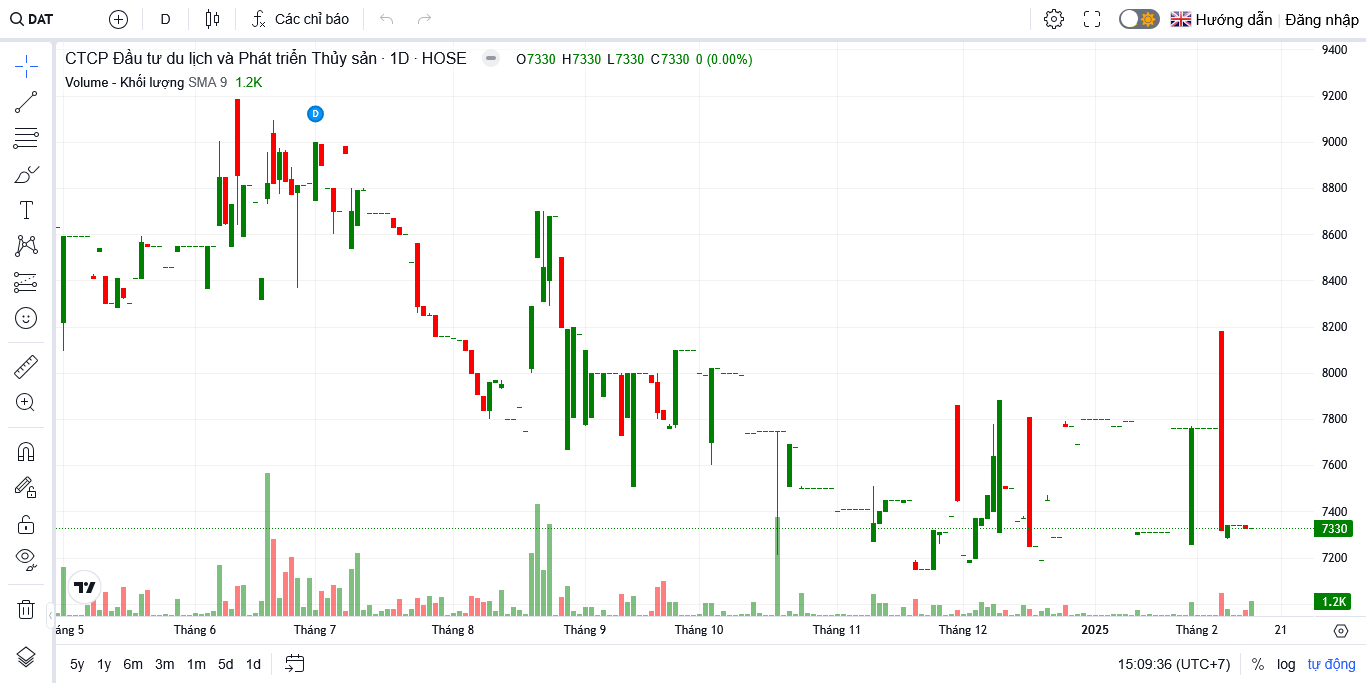 DAT D Các chỉ báo Hướng dẫn Đăng nhập
CTCP Đầu tư du lịch và Phát triển Thủy sản · 1D · HOSE O7330 H7330 L7330 C7330 0 (0.00%)
Volume - Khối lượng SMA 9 1.2K
D
9400
9200
9000
8800
8600
8400
8200
8000
7800
7600
7400
7330
7200
1.2K
áng 5 Tháng 6 Tháng 7 Tháng 8 Tháng 9 Tháng 10 Tháng 11 Tháng 12 2025 Tháng 2 21
5y 1y 6m 3m 1m 5d 1d 15:09:36 (UTC+7) % log tự động